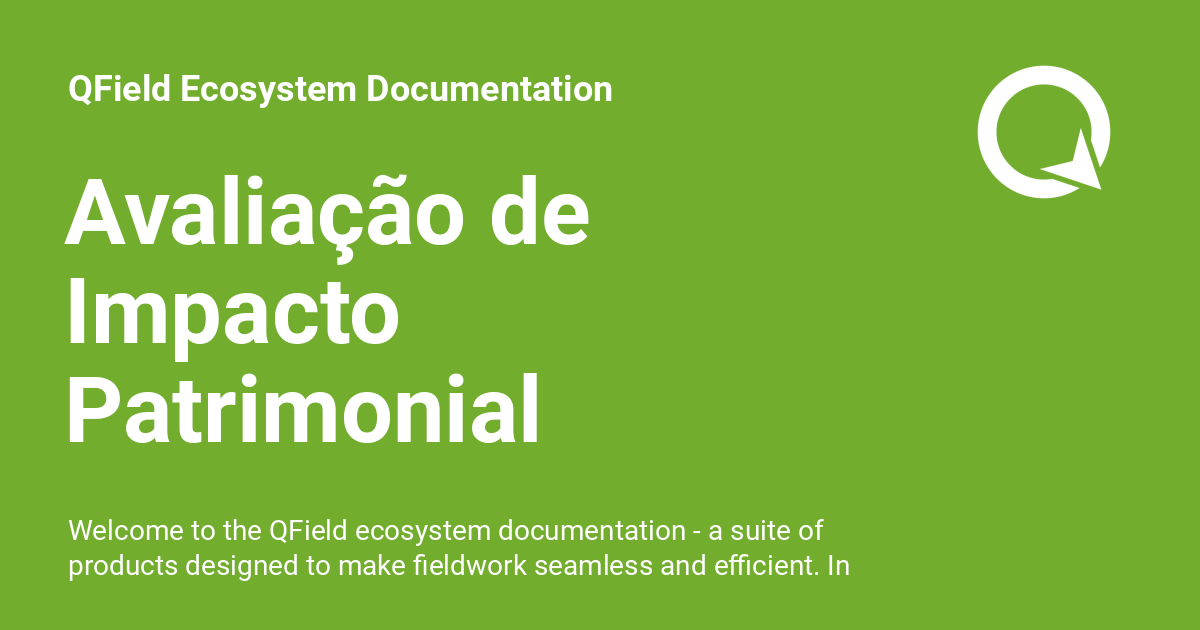 QField Ecosystem Documentation
Avaliação de
Impacto
Patrimonial
Welcome to the QField ecosystem documentation - a suite of
products designed to make fieldwork seamless and efficient. In